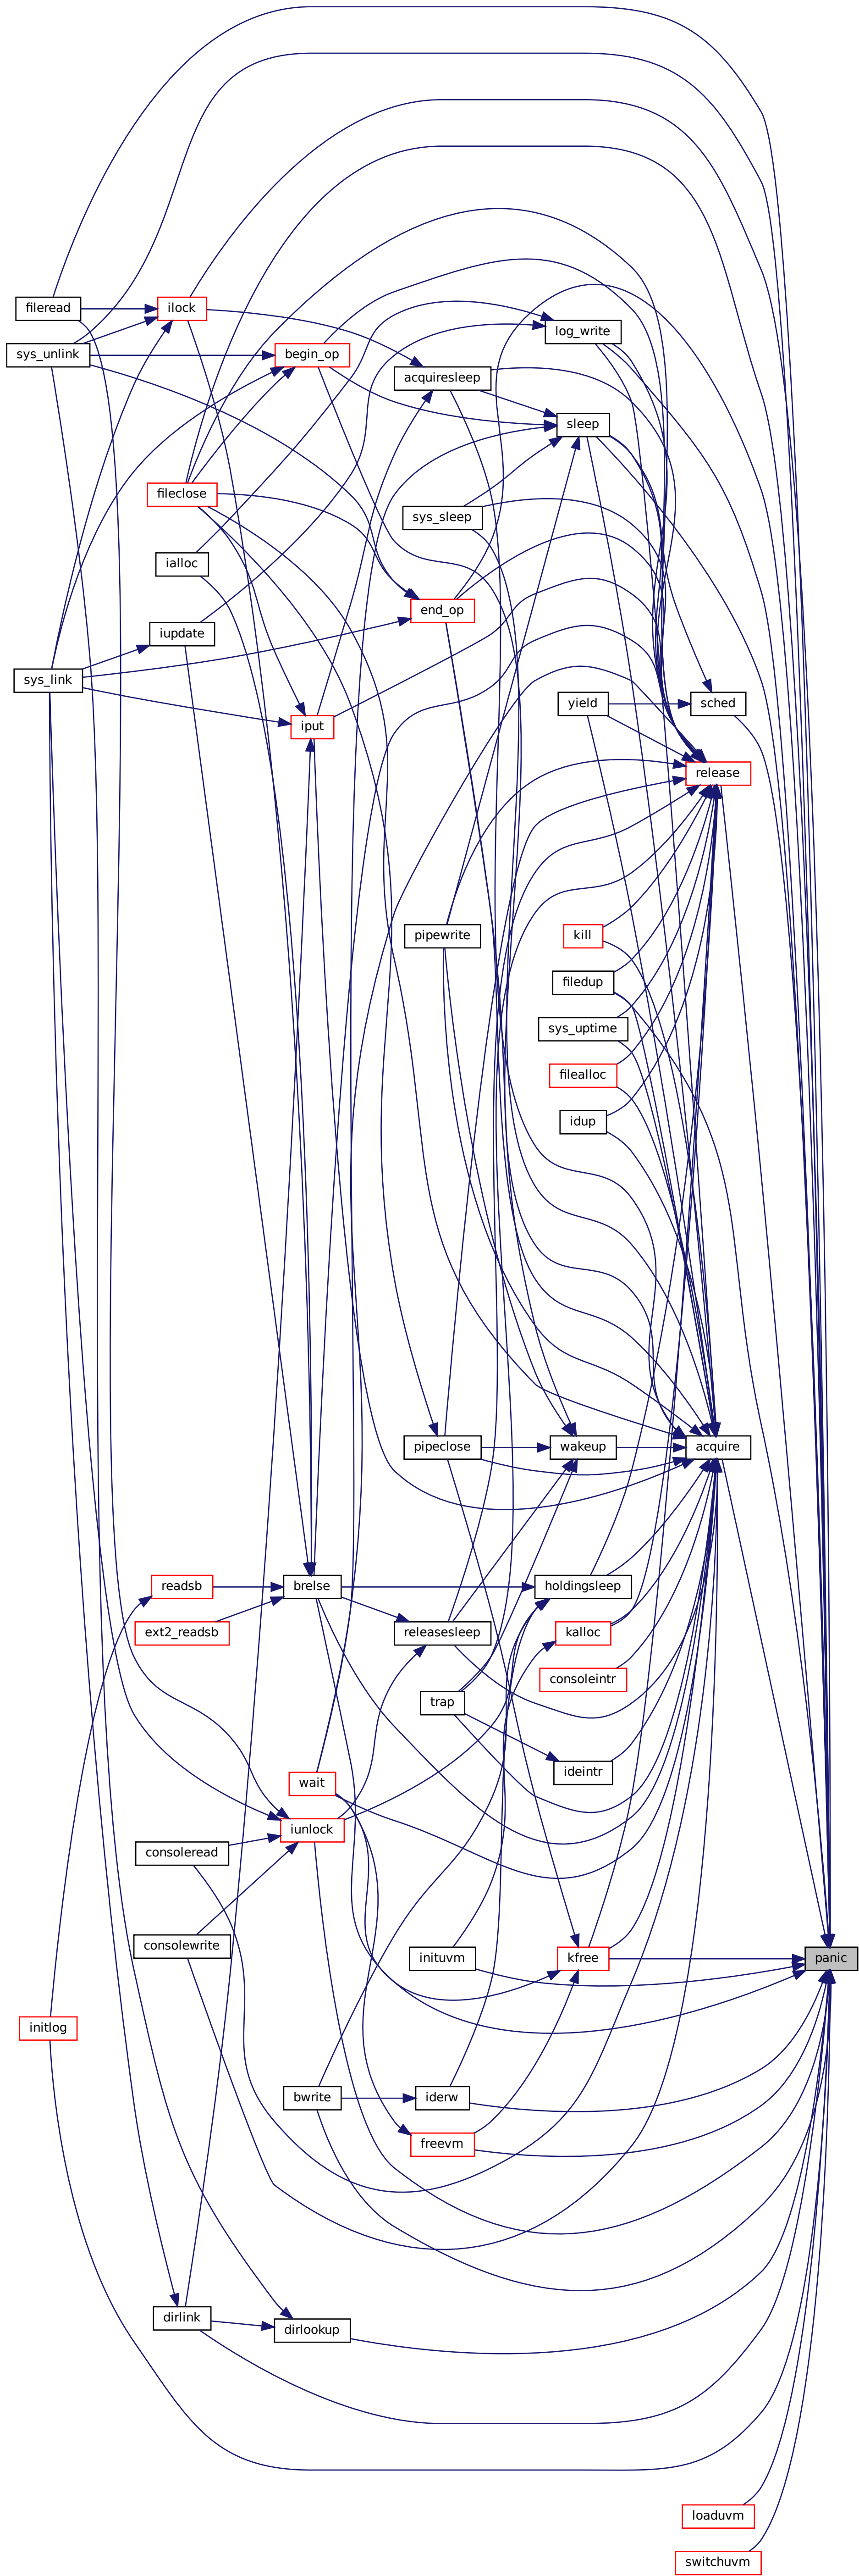 fileread
ilock
log_write
sys_unlink
begin_op
acquiresleep
sleep
fileclose
sys_sleep
ialloc
end_op
iupdate
sys_link
yield
sched
iput
release
pipewrite
kill
filedup
sys_uptime
filealloc
idup
pipeclose
wakeup
acquire
readsb
brelse
holdingsleep
ext2_readsb
releasesleep
kalloc
consoleintr
trap
ideintr
wait
iunlock
consoleread
consolewrite
inituvm
kfree
panic
initlog
bwrite
iderw
freevm
dirlink
dirlookup
loaduvm
switchuvm